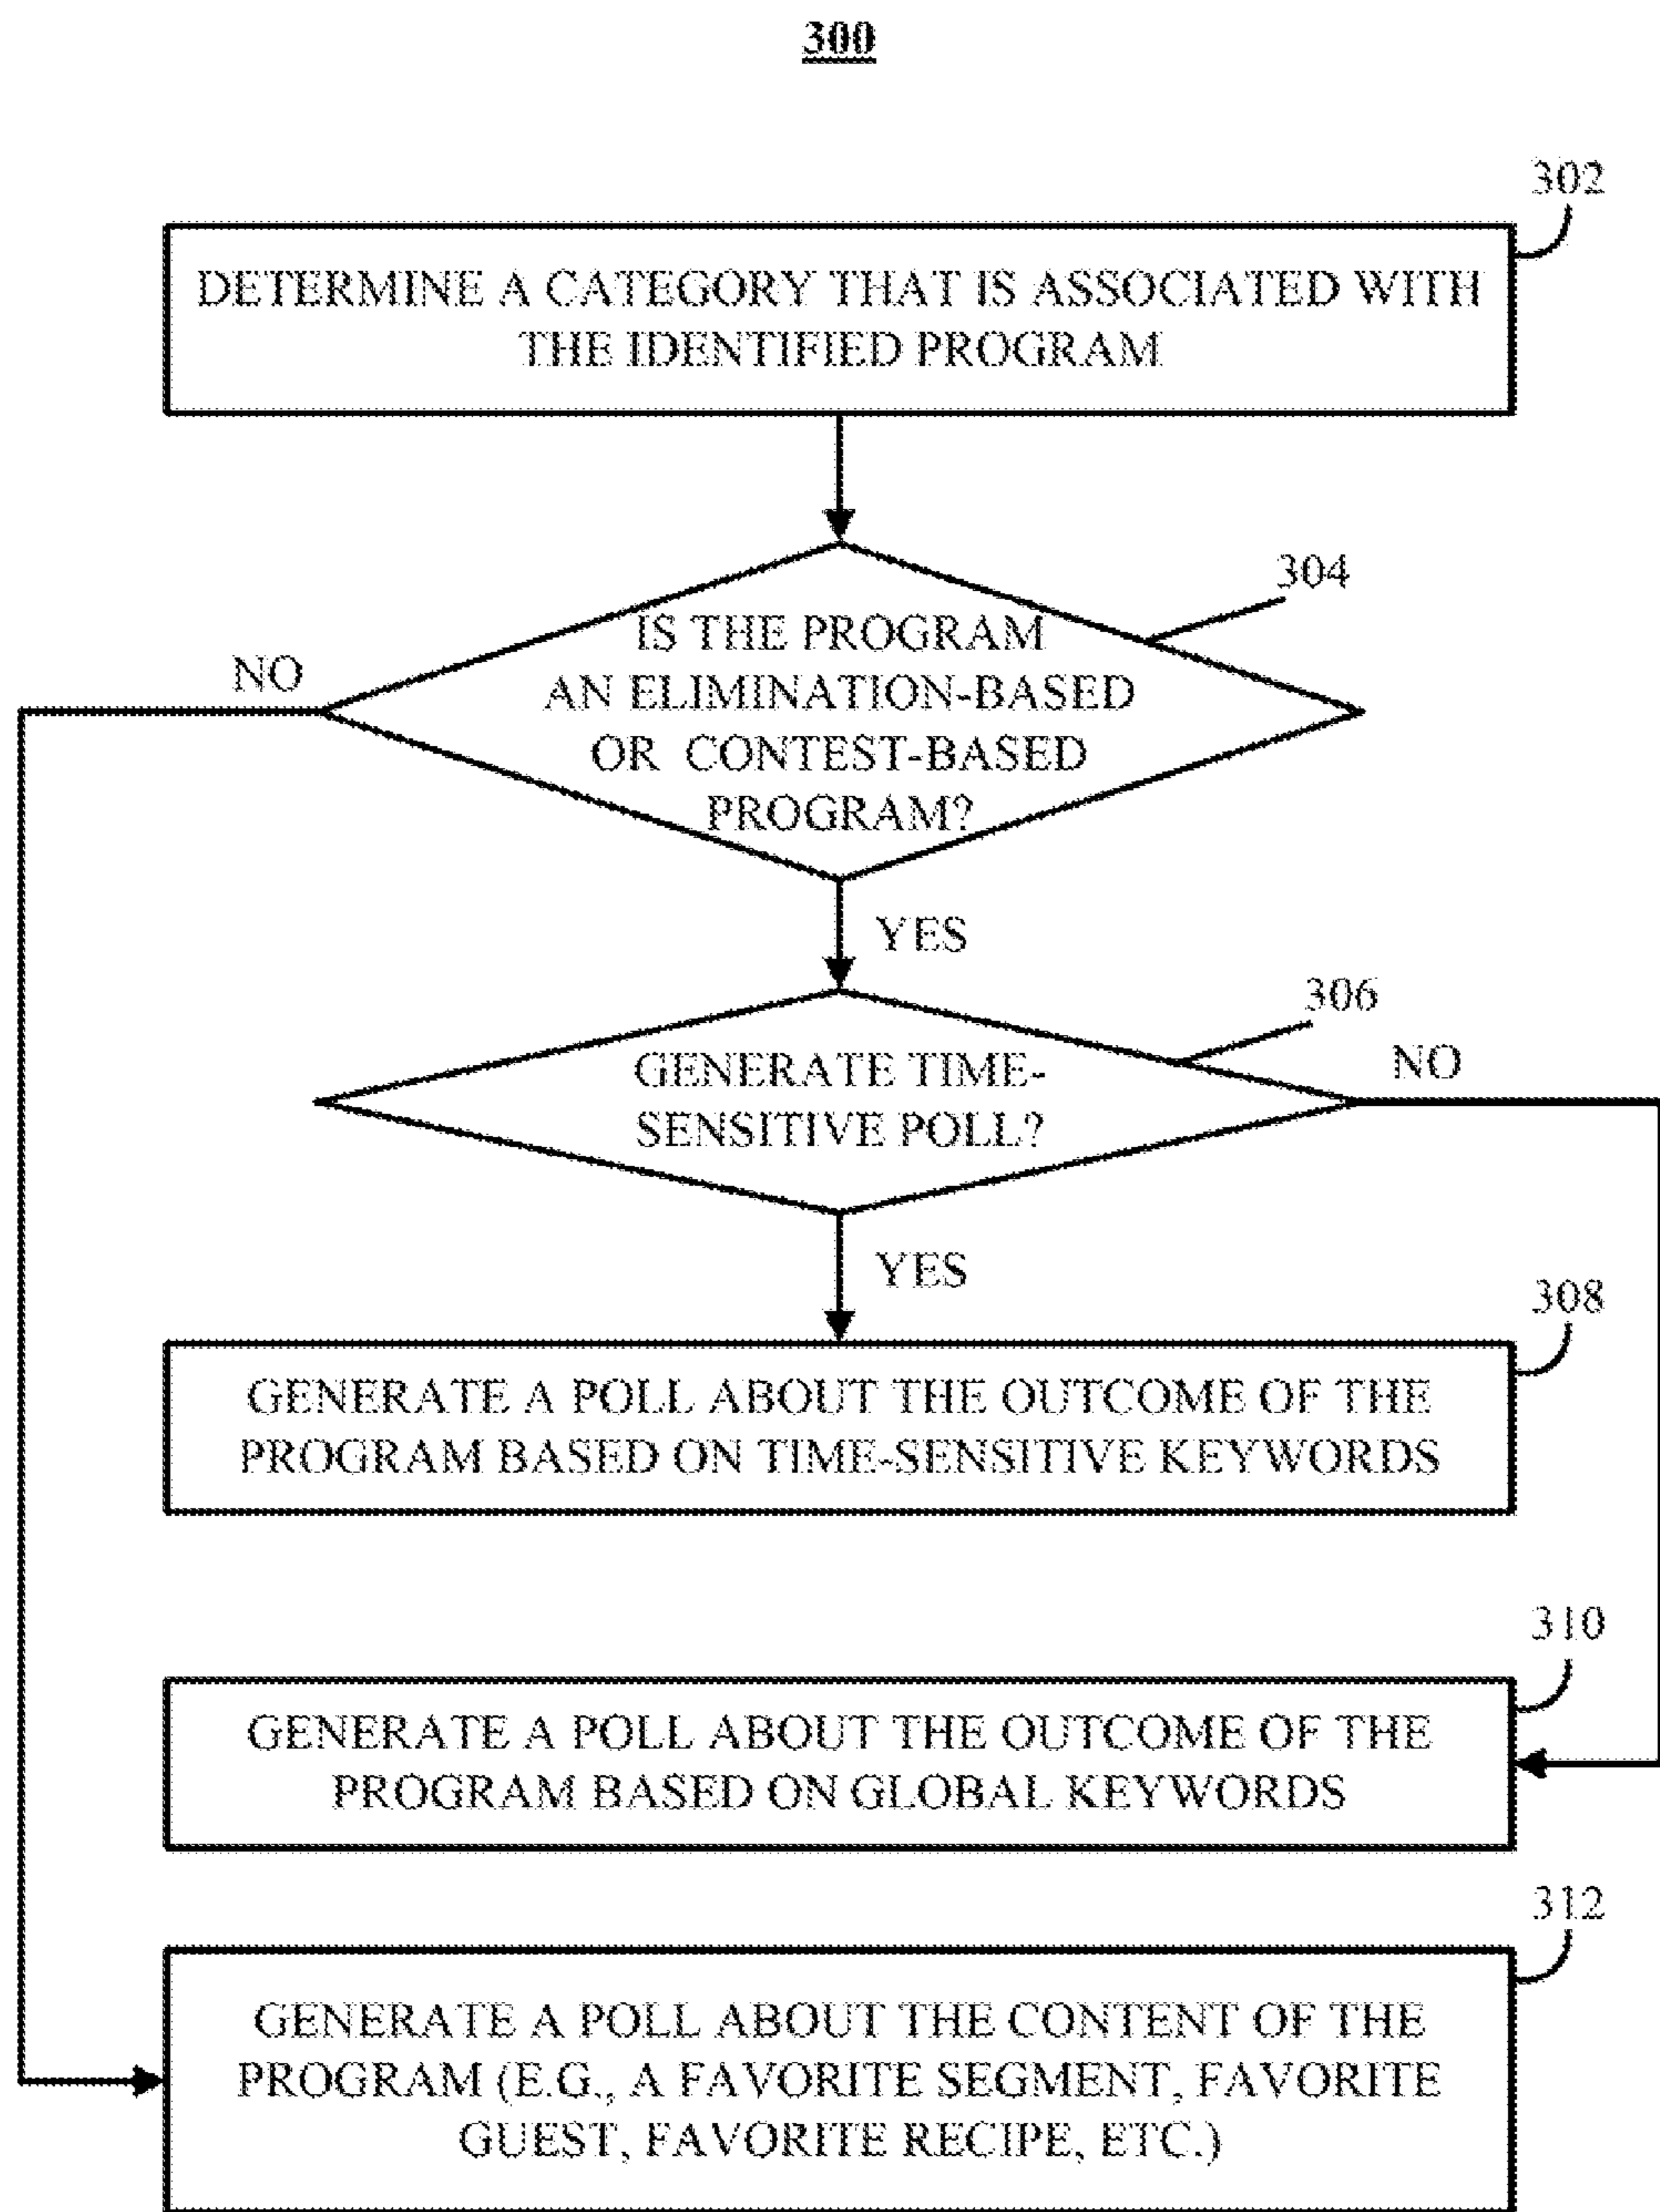 300
302
DETERMINE A CATEGORY THAT IS ASSOCIATED WITH
THE IDENTIFIED PROGRAM
304
IS THE PROGRAM
AN ELIMINATION-BASED
OR CONTEST-BASED
PROGRAM?
NO
YES
306
GENERATE TIME-
SENSITIVE POLL?
NO
YES
308
GENERATE A POLL ABOUT THE OUTCOME OF THE
PROGRAM BASED ON TIME-SENSITIVE KEYWORDS
310
GENERATE A POLL ABOUT THE OUTCOME OF THE
PROGRAM BASED ON GLOBAL KEYWORDS
312
GENERATE A POLL ABOUT THE CONTENT OF THE
PROGRAM (E.G., A FAVORITE SEGMENT, FAVORITE
GUEST, FAVORITE RECIPE, ETC.)